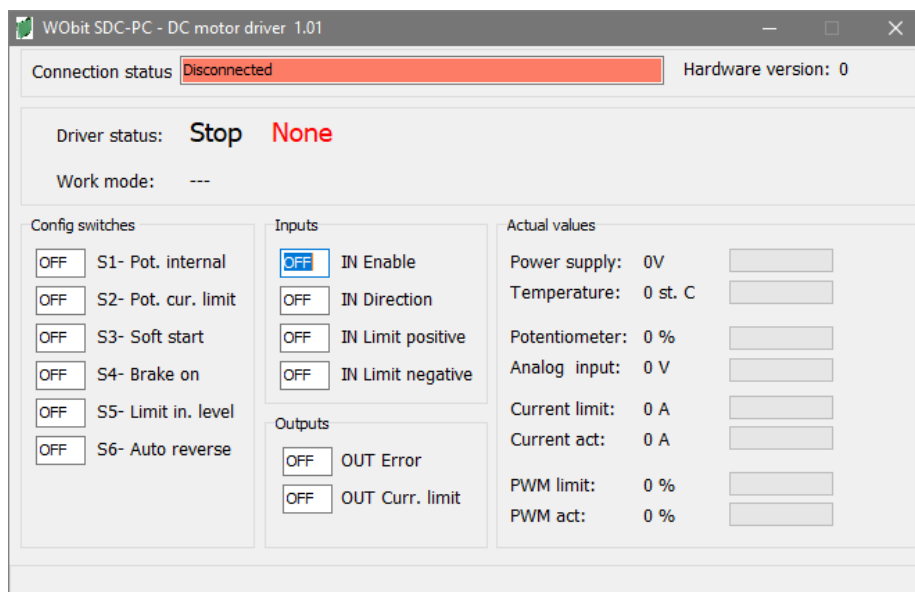 WObit SDC-PC - DC motor driver 1.01
Connection status Disconnected Hardware version: 0
Driver status: Stop None
Work mode: ---
Config switches
OFF S1- Pot. internal
OFF S2- Pot. cur. limit
OFF S3- Soft start
OFF S4- Brake on
OFF S5- Limit in. level
OFF S6- Auto reverse
Inputs
OFF IN Enable
OFF IN Direction
OFF IN Limit positive
OFF IN Limit negative
Outputs
OFF OUT Error
OFF OUT Curr. limit
Actual values
Power supply: 0V
Temperature: 0 st. C
Potentiometer: 0 %
Analog input: 0 V
Current limit: 0 A
Current act: 0 A
PWM limit: 0 %
PWM act: 0 %